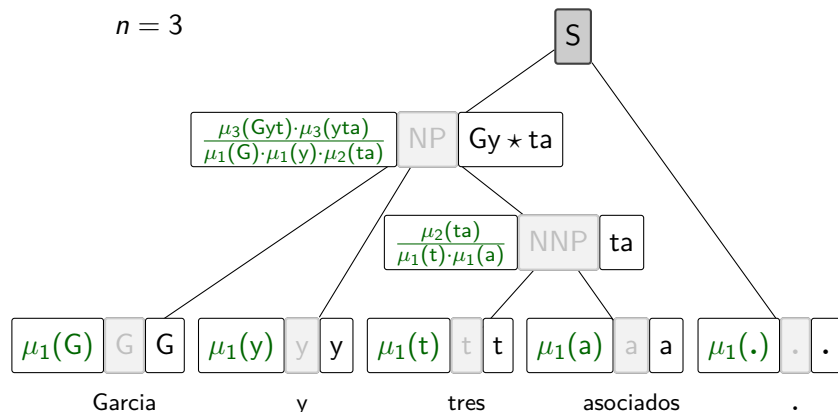 n = 3
S
μ₃(Gyt)·μ₃(yta)
μ₁(G)·μ₁(y)·μ₂(ta)
NP
Gy ⋆ ta
μ₂(ta)
μ₁(t)·μ₁(a)
NNP
ta
μ₁(G) G G μ₁(y) y y μ₁(t) t t μ₁(a) a a μ₁(.) . .
Garcia y tres asociados .